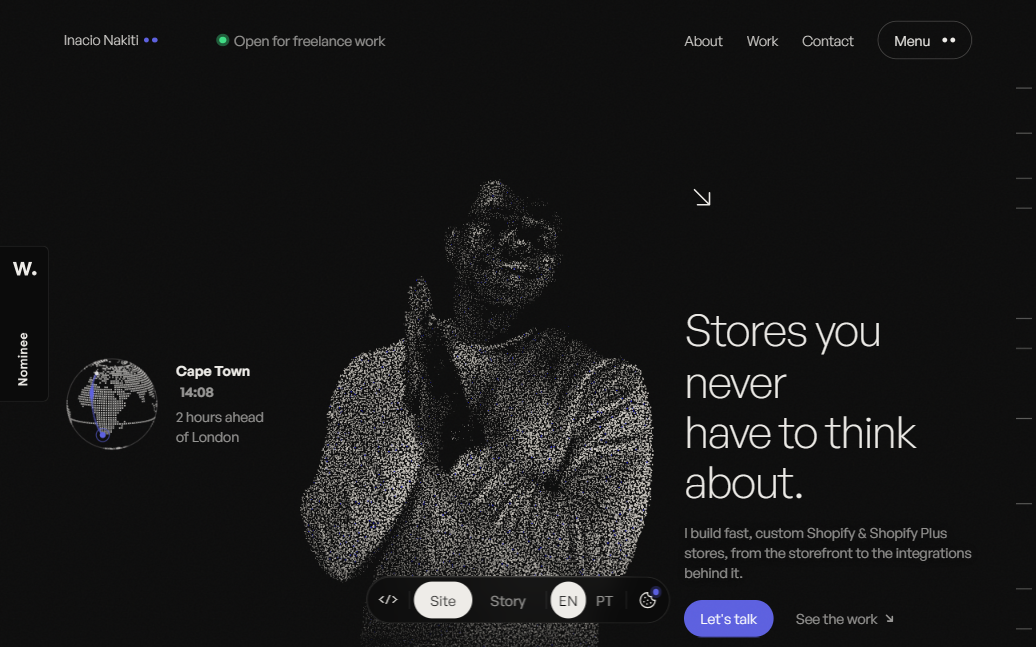 Inacio Nakiti
Open for freelance work
About
Work
Contact
Menu
W.
Nominee
Cape Town
14:08
2 hours ahead
of London
Stores you
never
have to think
about.
I build fast, custom Shopify & Shopify Plus
stores, from the storefront to the integrations
behind it.
Let's talk
See the work
</>
Site
Story
EN
PT